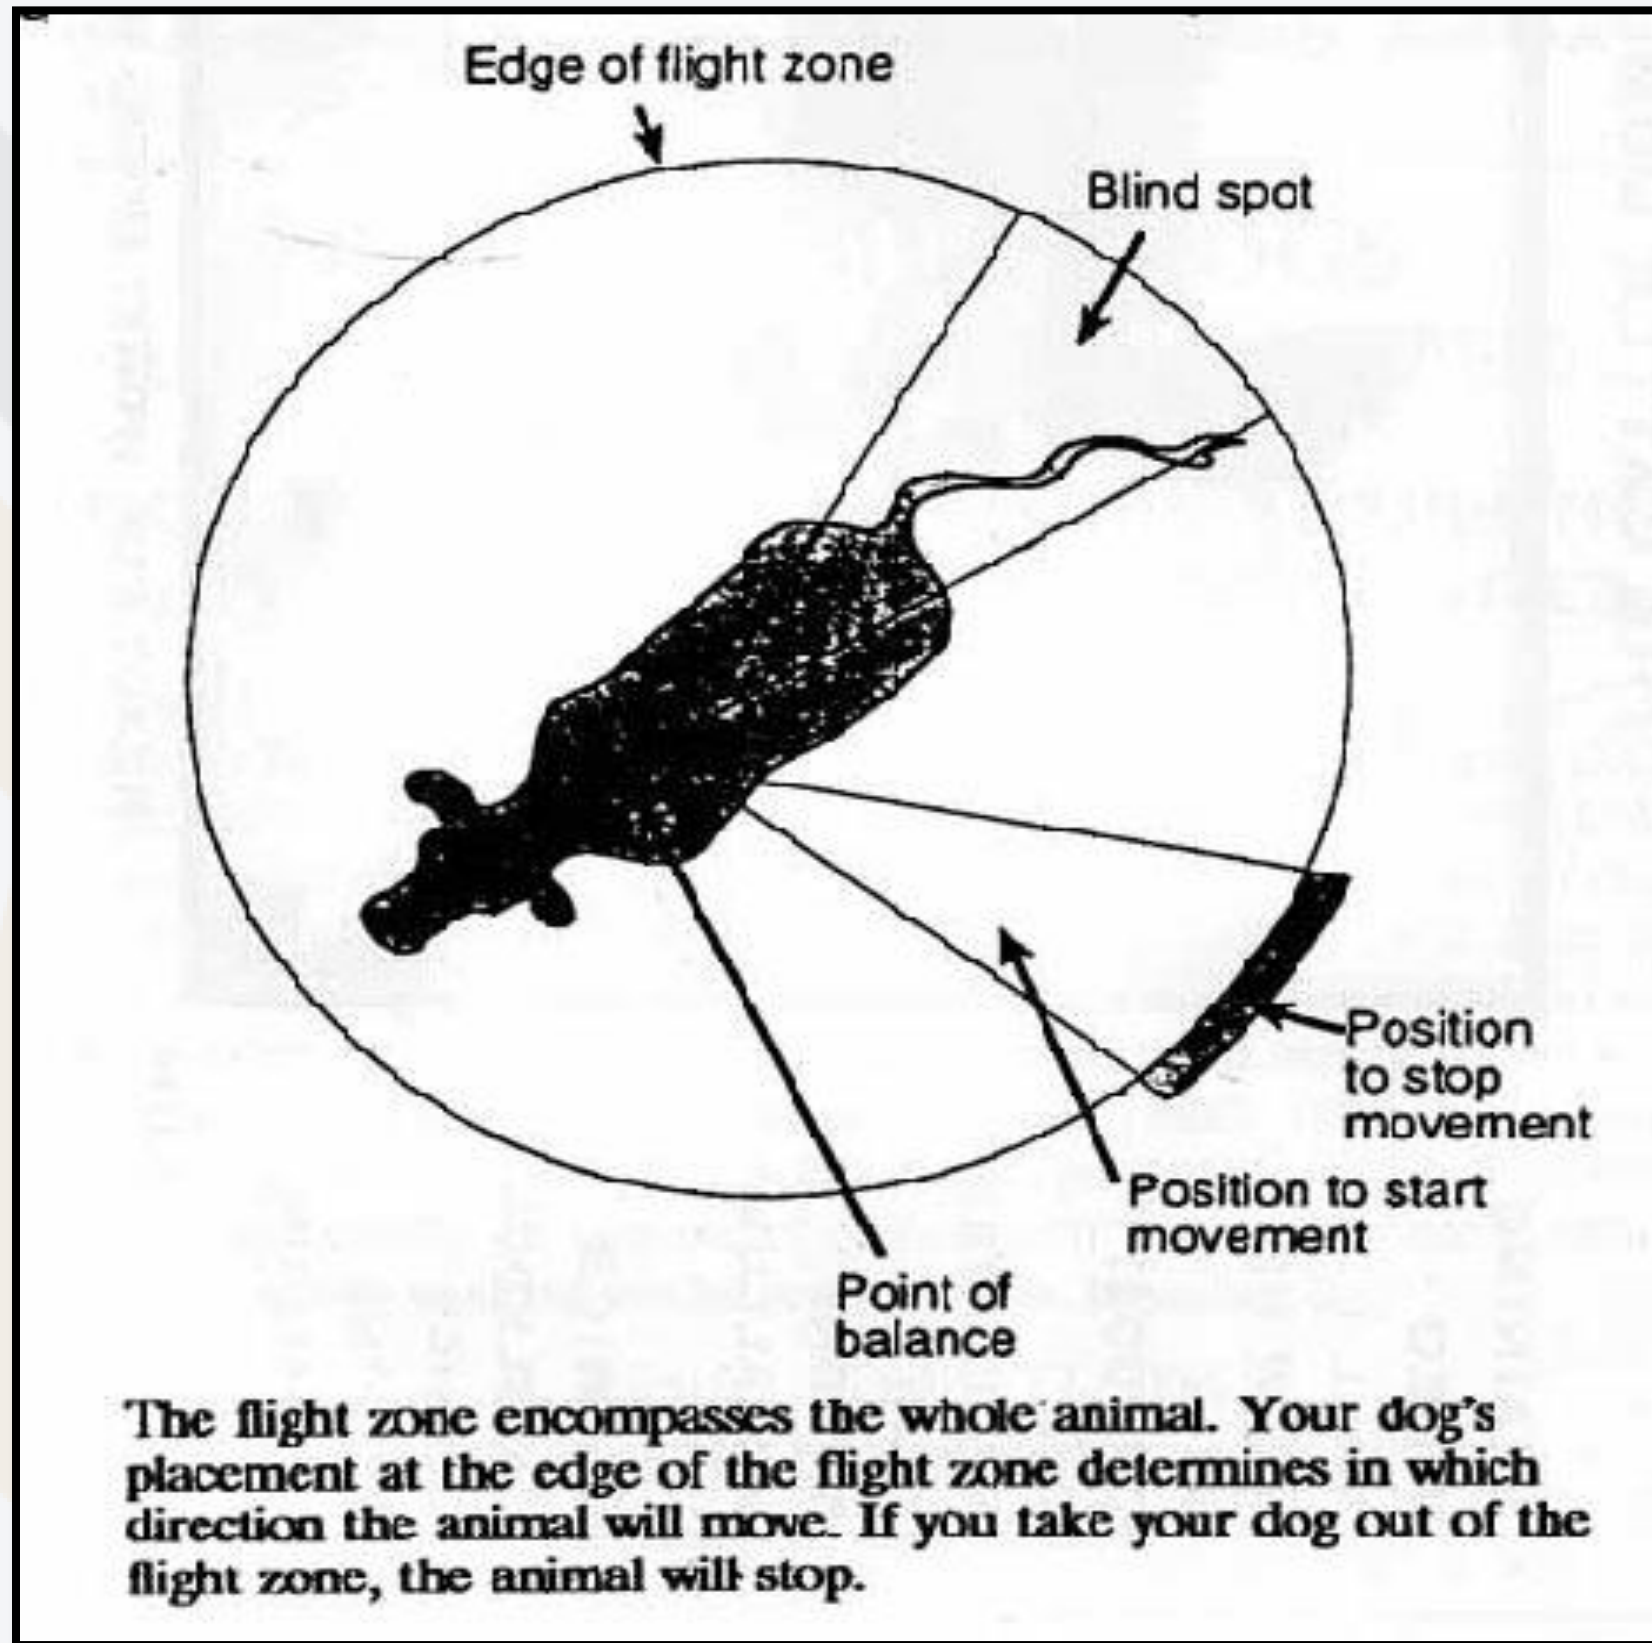 Edge of flight zone
Blind spot
Position
to stop
movement
Position to start
movement
Point of
balance
The flight zone encompasses the whole animal. Your dog's
placement at the edge of the flight zone determines in which
direction the animal will move. If you take your dog out of the
flight zone, the animal will stop.